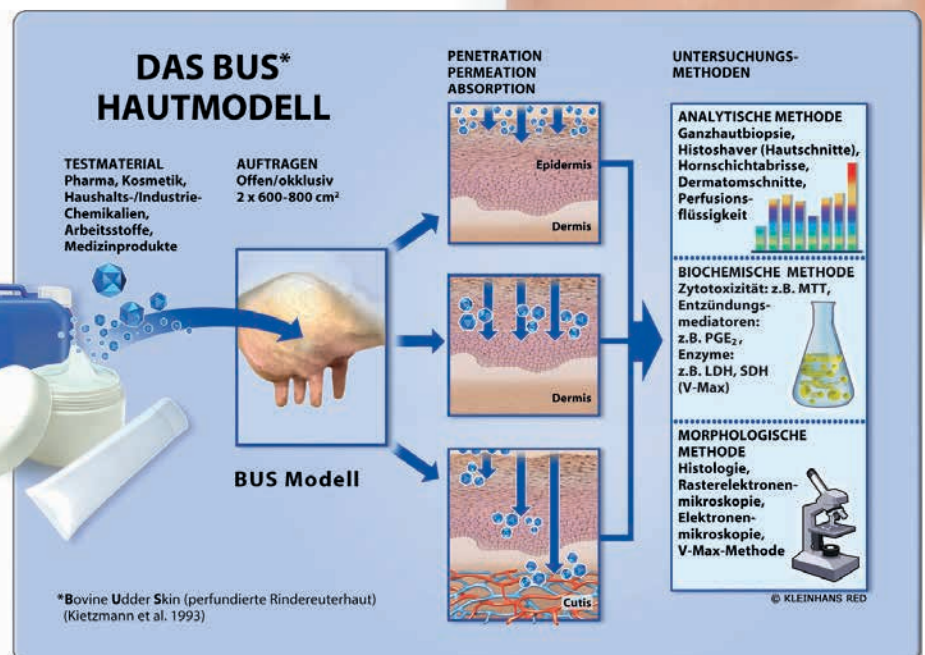 DAS BUS*
HAUTMODELL
TESTMATERIAL
Pharma, Kosmetik,
Haushalts-/Industrie-
Chemikalien,
Arbeitsstoffe,
Medizinprodukte
AUFTRAGEN
Offen/okklusiv
2 x 600-800 cm²
BUS Modell
PENETRATION
PERMEATION
ABSORPTION
Epidermis
Dermis
Dermis
Cutis
UNTERSUCHUNGS-
METHODEN
ANALYTISCHE METHODE
Ganzhautbiopsie,
Histoshaver (Hautschnitte),
Hornschichtabrisse,
Dermatomschnitte,
Perfusions-
flüssigkeit
BIOCHEMISCHE METHODE
Zytotoxizität: z.B. MTT,
Entzündungs-
mediatoren:
z.B. PGE₂,
Enzyme:
z.B. LDH, SDH
(V-Max)
MORPHOLOGISCHE
METHODE
Histologie,
Rasterelektronen-
mikroskopie,
Elektronen-
mikroskopie,
V-Max-Methode
© KLEINHANS RED
*Bovine Udder Skin (perfundierte Rindereuterhaut)
(Kietzmann et al. 1993)